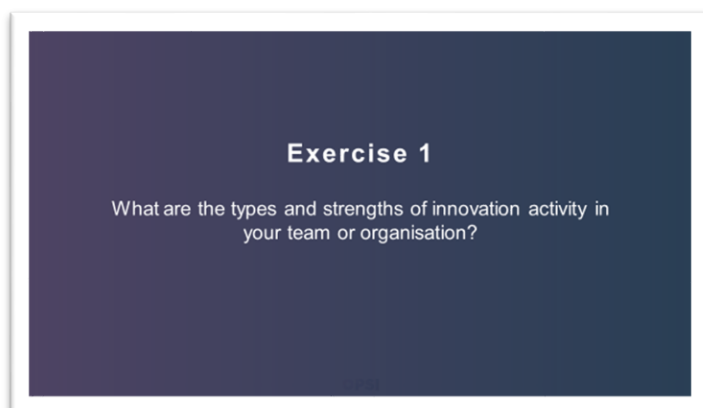 Exercise 1
What are the types and strengths of innovation activity in
your team or organisation?